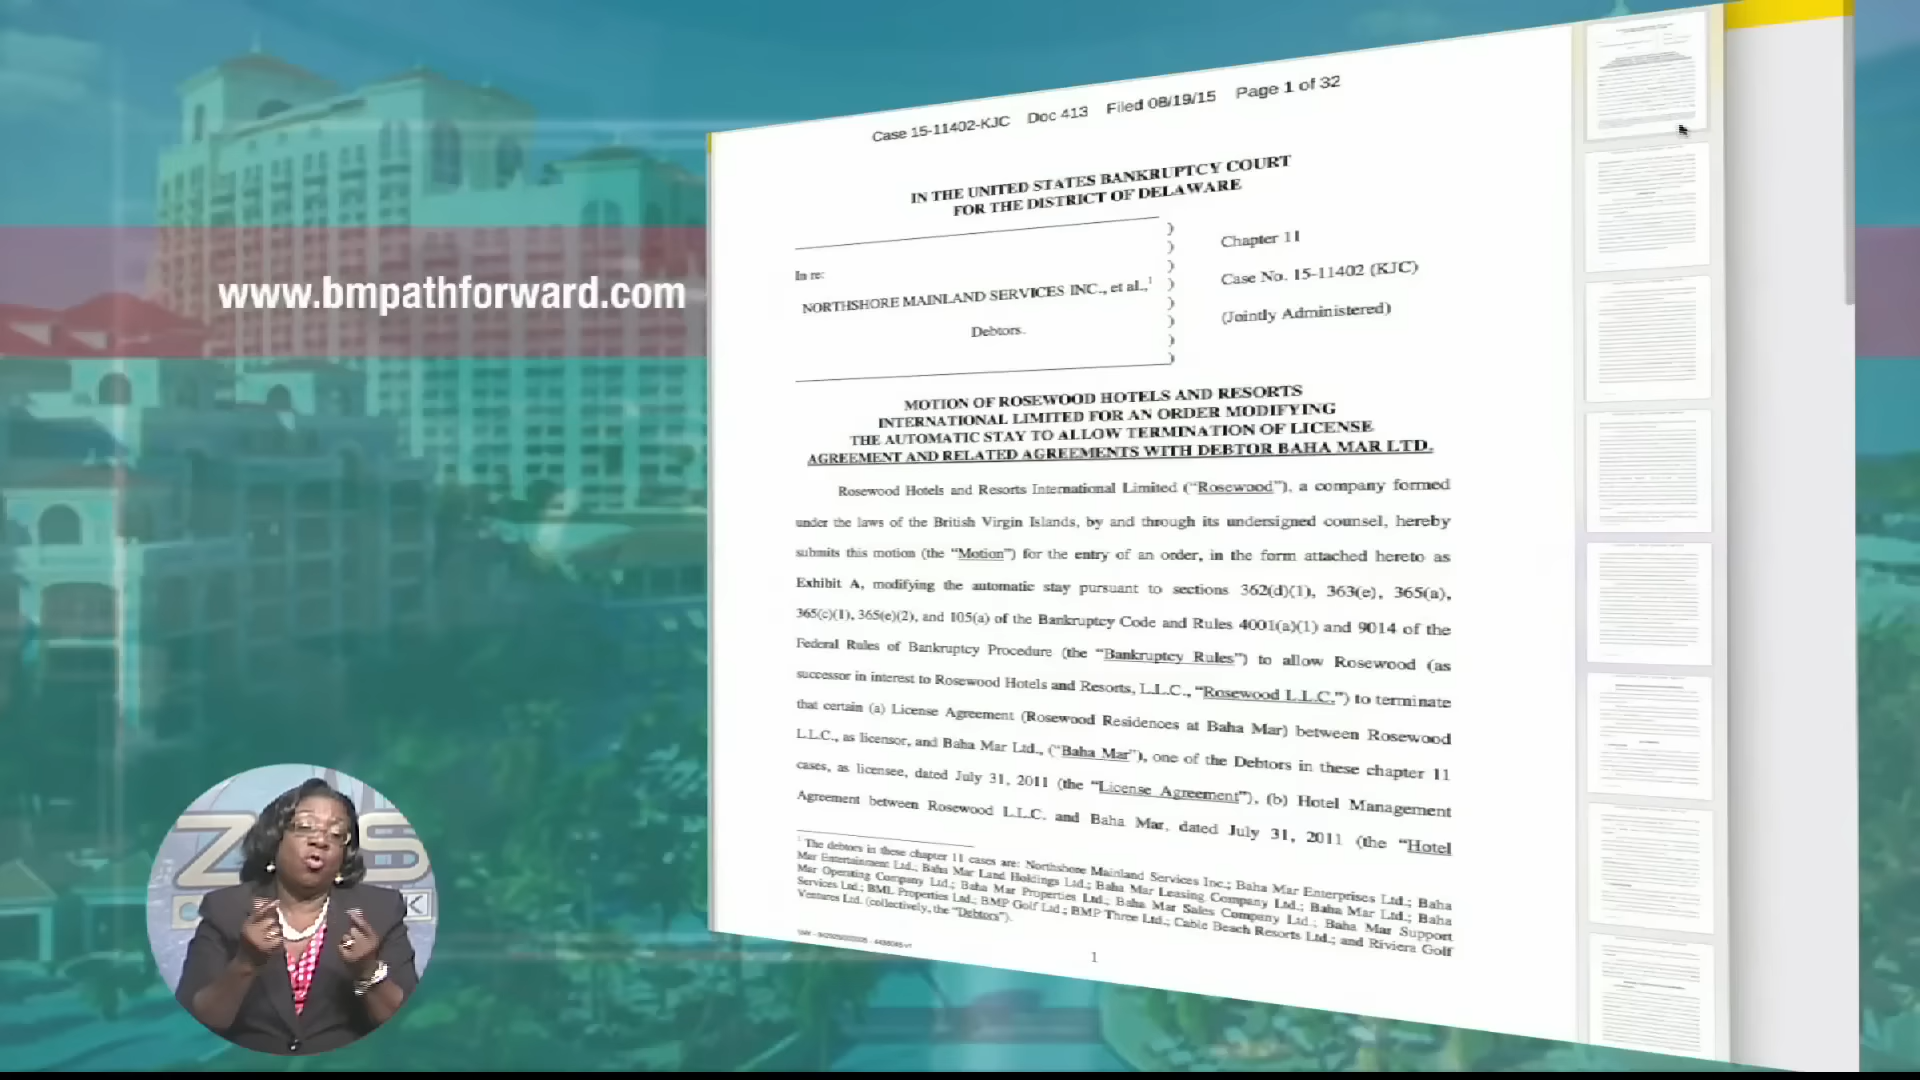 Case 15-11402-KJC Doc 413 Filed 08/19/15 Page 1 of 32
IN THE UNITED STATES BANKRUPTCY COURT
FOR THE DISTRICT OF DELAWARE
In re:
NORTHSHORE MAINLAND SERVICES INC., et al.,1
Debtors.
)
)
)
)
)
)
)
)
Chapter 11
Case No. 15-11402 (KJC)
(Jointly Administered)
www.bmpathforward.com
MOTION OF ROSEWOOD HOTELS AND RESORTS
INTERNATIONAL LIMITED FOR AN ORDER MODIFYING
THE AUTOMATIC STAY TO ALLOW TERMINATION OF LICENSE
AGREEMENT AND RELATED AGREEMENTS WITH DEBTOR BAHA MAR LTD.
Rosewood Hotels and Resorts International Limited (“Rosewood”), a company formed
under the laws of the British Virgin Islands, by and through its undersigned counsel, hereby
submits this motion (the “Motion”) for the entry of an order, in the form attached hereto as
Exhibit A, modifying the automatic stay pursuant to sections 362(d)(1), 363(e), 365(a),
365(c)(1), 365(e)(2), and 105(a) of the Bankruptcy Code and Rules 4001(a)(1) and 9014 of the
Federal Rules of Bankruptcy Procedure (the “Bankruptcy Rules”) to allow Rosewood (as
successor in interest to Rosewood Hotels and Resorts, L.L.C., “Rosewood L.L.C.”) to terminate
that certain (a) License Agreement (Rosewood Residences at Baha Mar) between Rosewood
L.L.C., as licensor, and Baha Mar Ltd., (“Baha Mar”), one of the Debtors in these chapter 11
cases, as licensee, dated July 31, 2011 (the “License Agreement”), (b) Hotel Management
Agreement between Rosewood L.L.C. and Baha Mar, dated July 31, 2011 (the “Hotel
1 The debtors in these chapter 11 cases are: Northshore Mainland Services Inc.; Baha Mar Enterprises Ltd.; Baha
Mar Entertainment Ltd.; Baha Mar Land Holdings Ltd.; Baha Mar Leasing Company Ltd.; Baha Mar Ltd.; Baha
Mar Operating Company Ltd.; Baha Mar Properties Ltd.; Baha Mar Sales Company Ltd.; Baha Mar Support
Services Ltd.; BML Properties Ltd.; BMP Golf Ltd.; BMP Three Ltd.; Cable Beach Resorts Ltd.; and Riviera Golf
Ventures Ltd. (collectively, the “Debtors”).
1